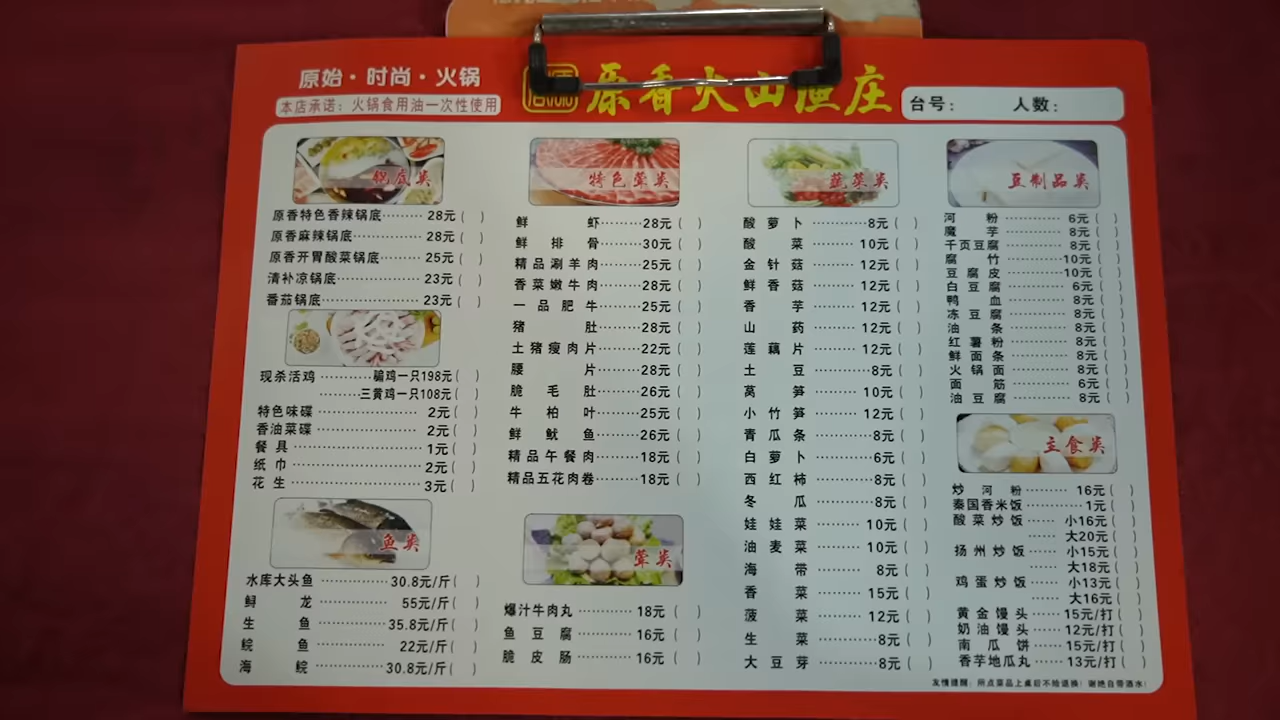 原始·时尚·火锅
本店承诺：火锅食用油一次性使用
原香火山渔庄
台号：
人数：
锅底类
原香特色香辣锅底 28元（ ）
原香麻辣锅底 28元（ ）
原香开胃酸菜锅底 25元（ ）
清补凉锅底 23元（ ）
番茄锅底 23元（ ）
现杀活鸡 骟鸡一只198元（ ）
三黄鸡一只108元（ ）
特色味碟 2元（ ）
香油菜碟 2元（ ）
餐具 1元（ ）
纸巾 2元（ ）
花生 3元（ ）
鱼类
水库大头鱼 30.8元/斤（ ）
鲟龙 55元/斤（ ）
生鱼 35.8元/斤（ ）
鲩鱼 22元/斤（ ）
海鲩 30.8元/斤（ ）
特色荤类
鲜虾 28元（ ）
鲜排骨 30元（ ）
精品涮羊肉 25元（ ）
香菜嫩牛肉 28元（ ）
一品肥牛 25元（ ）
猪肚 28元（ ）
土猪瘦肉片 22元（ ）
腰片 28元（ ）
脆毛肚 26元（ ）
牛柏叶 25元（ ）
鲜鱿鱼 26元（ ）
精品午餐肉 18元（ ）
精品五花肉卷 18元（ ）
荤类
爆汁牛肉丸 18元（ ）
鱼豆腐 16元（ ）
脆皮肠 16元（ ）
蔬菜类
酸萝卜 8元（ ）
酸菜 10元（ ）
金针菇 12元（ ）
鲜香菇 12元（ ）
香芋 12元（ ）
山药 12元（ ）
莲藕片 12元（ ）
土豆 8元（ ）
莴笋 10元（ ）
小竹笋 12元（ ）
青瓜条 8元（ ）
白萝卜 6元（ ）
西红柿 8元（ ）
冬瓜 8元（ ）
娃娃菜 10元（ ）
油麦菜 10元（ ）
海带 8元（ ）
香菜 15元（ ）
菠菜 12元（ ）
生菜 8元（ ）
大豆芽 8元（ ）
豆制品类
河粉 6元（ ）
魔芋 8元（ ）
千页豆腐 8元（ ）
腐竹 10元（ ）
豆腐皮 10元（ ）
白豆腐 6元（ ）
鸭血 8元（ ）
冻豆腐 8元（ ）
油条 8元（ ）
红薯粉 8元（ ）
鲜面条 8元（ ）
火锅面 8元（ ）
面筋 6元（ ）
油豆腐 8元（ ）
主食类
炒河粉 16元（ ）
秦国香米饭 1元（ ）
酸菜炒饭 小16元（ ）
大20元（ ）
扬州炒饭 小15元（ ）
大18元（ ）
鸡蛋炒饭 小13元（ ）
大16元（ ）
黄金馒头 15元/打（ ）
奶油馒头 12元/打（ ）
南瓜饼 15元/打（ ）
香芋地瓜丸 13元/打（ ）
友情提醒：所点菜品上桌后不给退换！谢绝自带酒水！